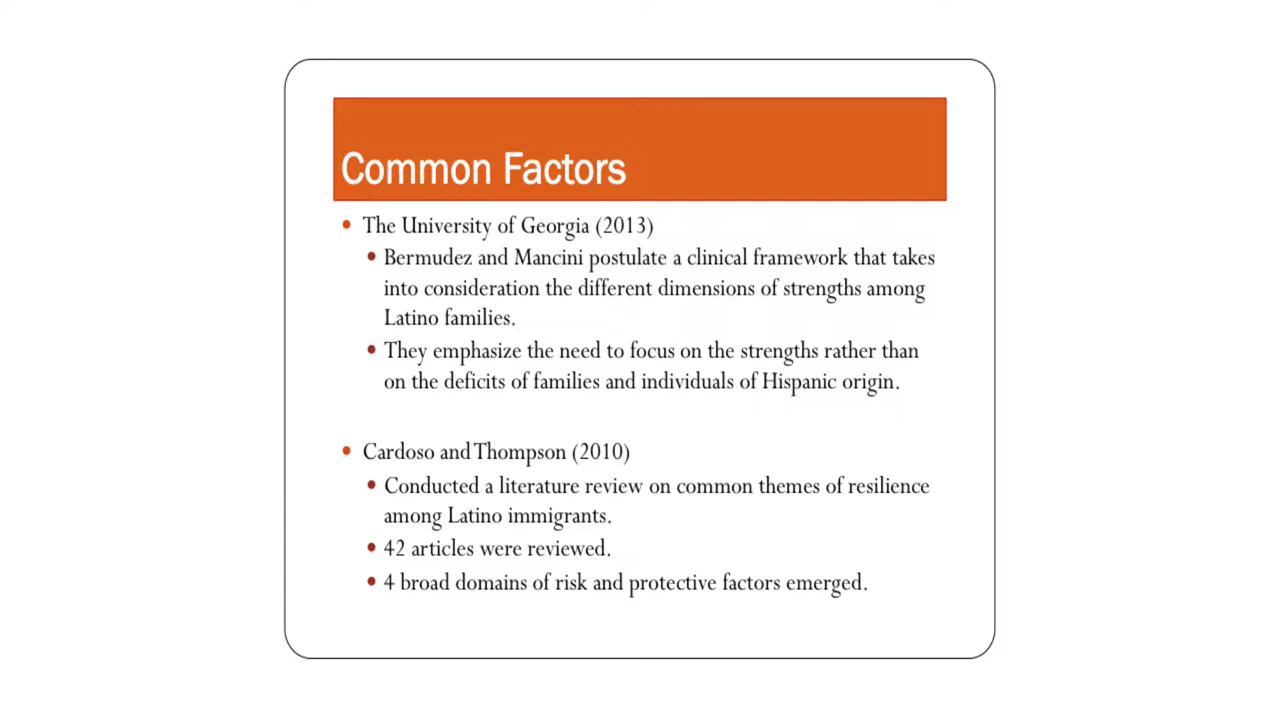 Common Factors
• The University of Georgia (2013)
• Bermudez and Mancini postulate a clinical framework that takes
into consideration the different dimensions of strengths among
Latino families.
• They emphasize the need to focus on the strengths rather than
on the deficits of families and individuals of Hispanic origin.
• Cardoso and Thompson (2010)
• Conducted a literature review on common themes of resilience
among Latino immigrants.
• 42 articles were reviewed.
• 4 broad domains of risk and protective factors emerged.